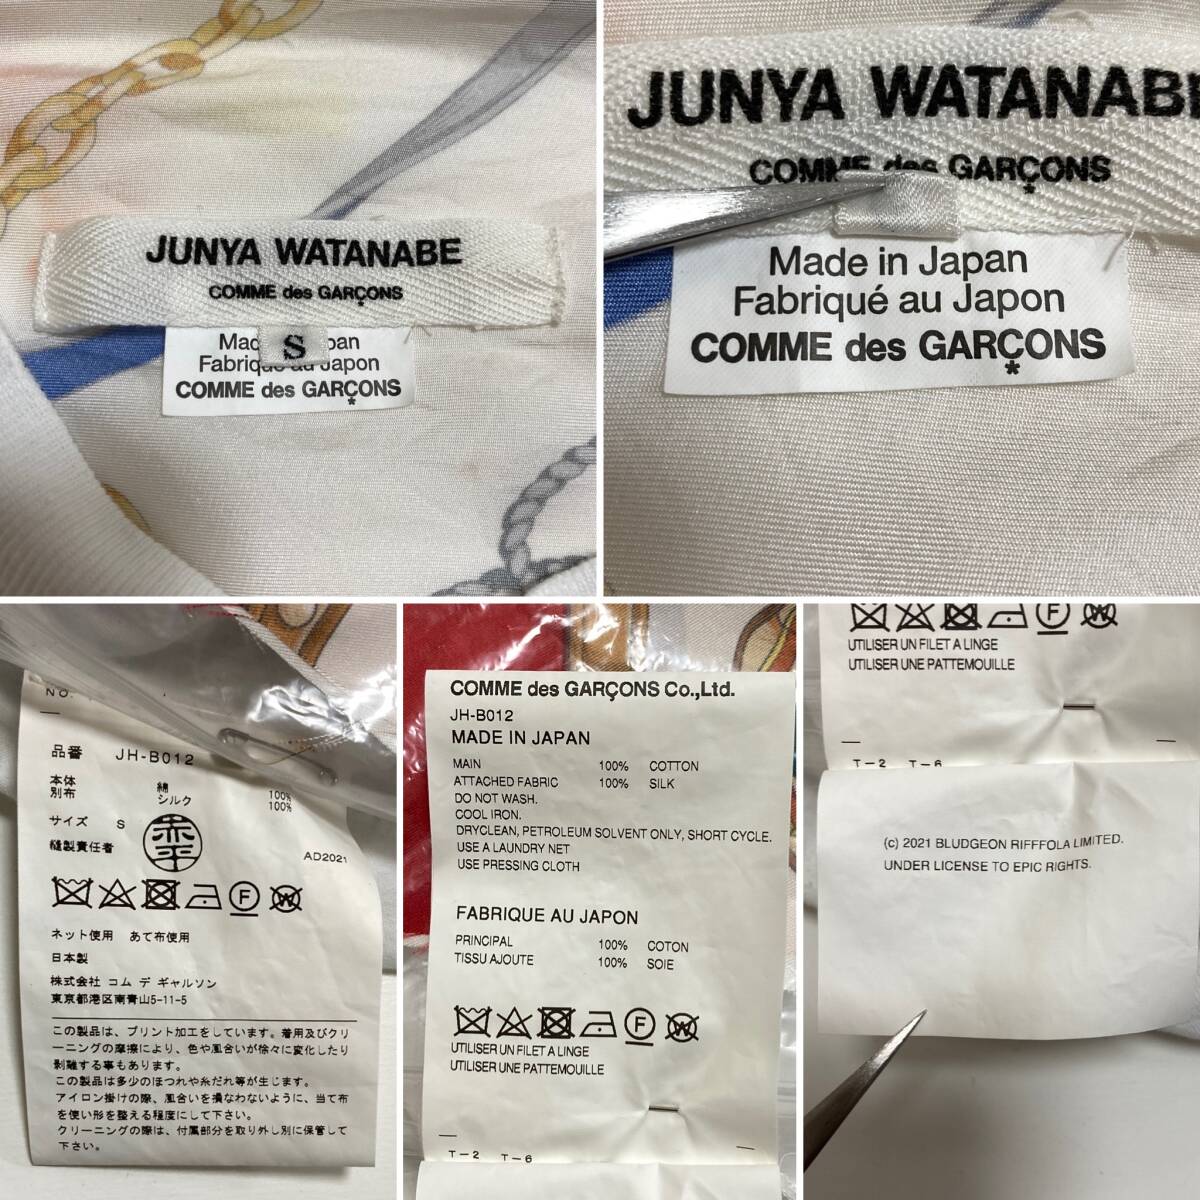 JUNYA WATANABE
COMME des GARÇONS
S
Fabriqué au Japon
COMME des GARÇONS
*
JUNYA WATANABE
COMME des GARÇONS
*
Made in Japan
Fabriqué au Japon
COMME des GARÇONS
*
NO.
品番 JH-B012
本体 綿 100%
別布 シルク 100%
サイズ S
縫製責任者
AD2021
F W
ネット使用 あて布使用
日本製
株式会社 コム デ ギャルソン
東京都港区南青山5-11-5
この製品は、プリント加工をしています。着用及びクリ
ーニングの摩擦により、色や風合いが徐々に変化したり
剥離する事もあります。
この製品は多少のほつれや糸だれ等が生じます。
アイロン掛けの際、風合いを損なわないように、当て布
を使い形を整える程度にして下さい。
クリーニングの際は、付属部分を取り外し別に保管して
下さい。
COMME des GARÇONS Co.,Ltd.
JH-B012
MADE IN JAPAN
MAIN 100% COTTON
ATTACHED FABRIC 100% SILK
DO NOT WASH.
COOL IRON.
DRYCLEAN, PETROLEUM SOLVENT ONLY, SHORT CYCLE.
USE A LAUNDRY NET
USE PRESSING CLOTH
FABRIQUE AU JAPON
PRINCIPAL 100% COTON
TISSU AJOUTE 100% SOIE
F W
UTILISER UN FILET A LINGE
UTILISER UNE PATTEMOUILLE
T-2 T-6
F W
UTILISER UN FILET A LINGE
UTILISER UNE PATTEMOUILLE
T-2 T-6
(c) 2021 BLUDGEON RIFFFOLA LIMITED.
UNDER LICENSE TO EPIC RIGHTS.